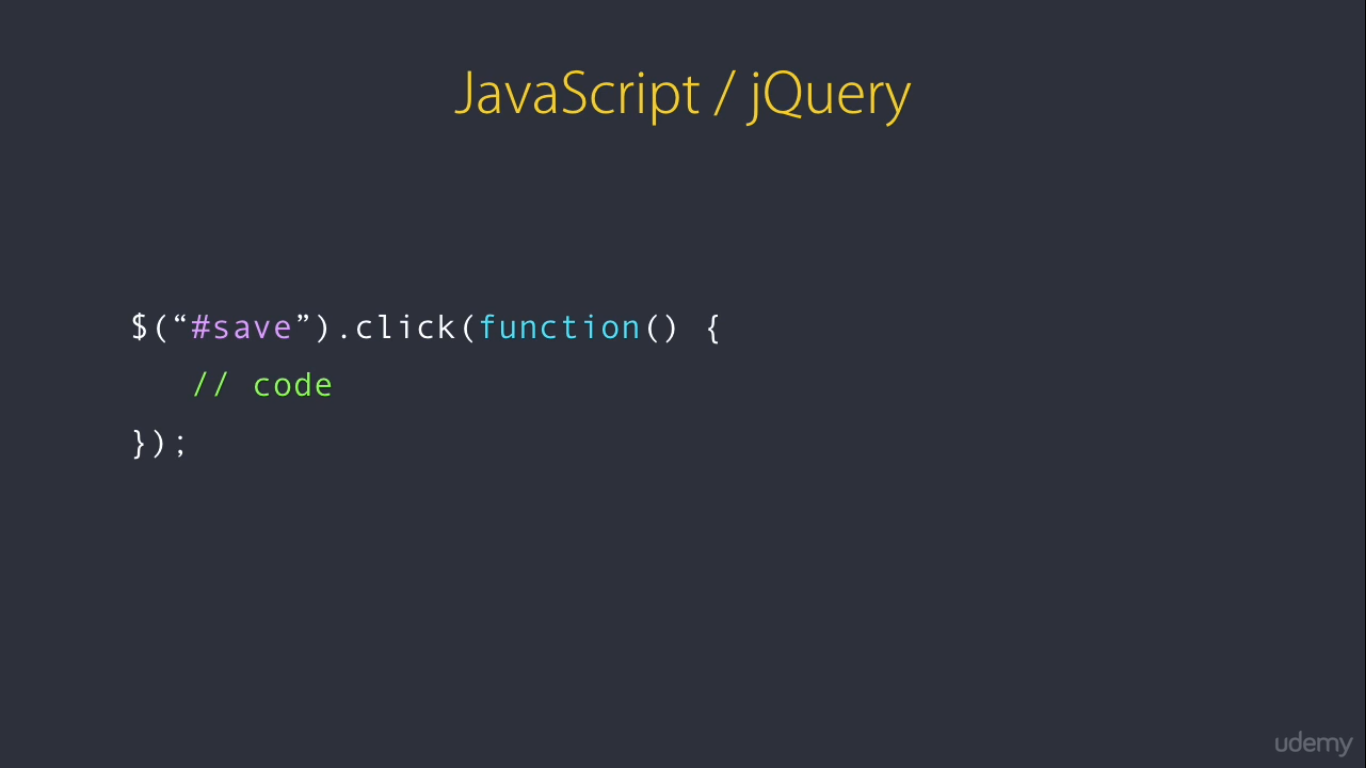 JavaScript / jQuery
$(“#save”).click(function() {
// code
});
udemy